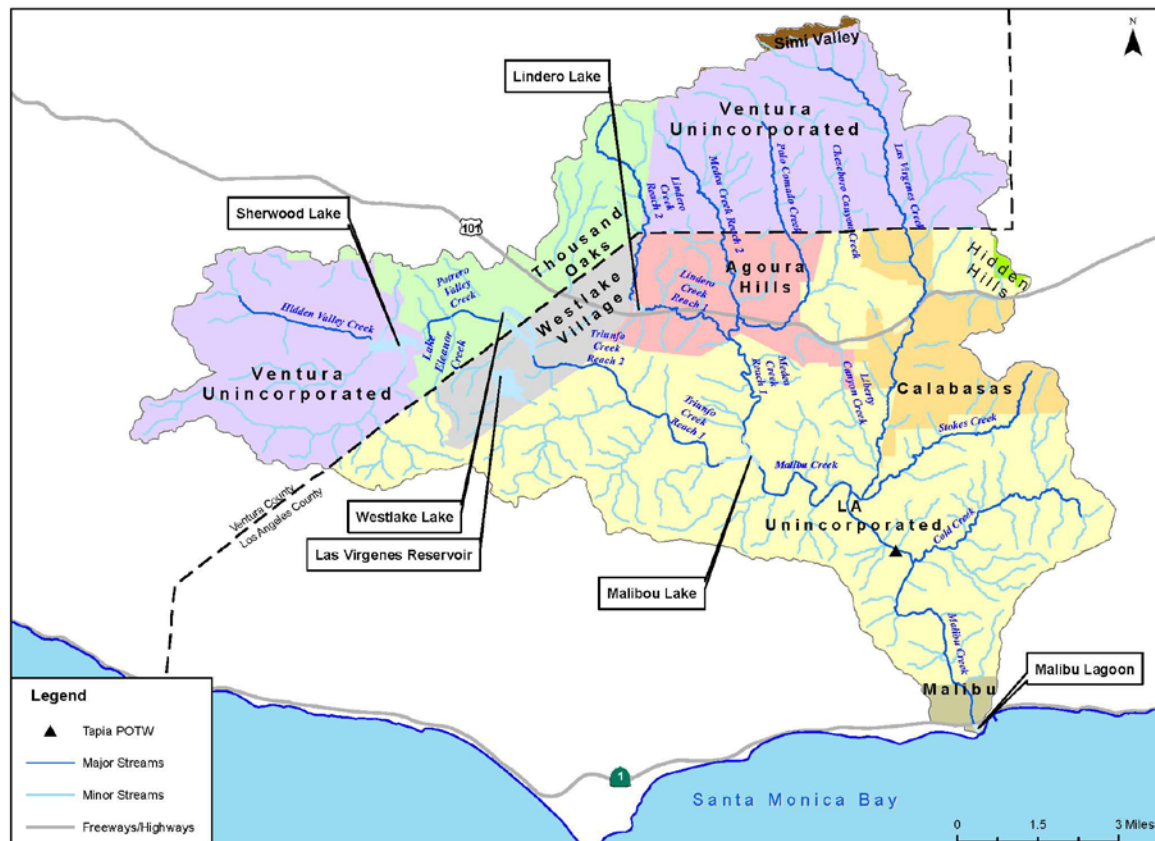 N
Simi Valley
Lindero Lake
Ventura
Unincorporated
Lindero
Creek
Reach 2
Medea Creek Reach 2
Palo Comado Creek
Cheseboro Canyon Creek
Las Virgenes Creek
Sherwood Lake
101
Thousand
Oaks
Hidden
Hills
Agoura
Hills
Potrero
Valley
Creek
Westlake
Village
Lindero
Creek
Reach 1
Hidden Valley Creek
Lake
Eleanor
Creek
Triunfo
Creek
Reach 2
Ventura
Unincorporated
Medea
Creek
Reach 1
Liberty
Canyon Creek
Calabasas
Triunfo
Creek
Reach 1
Stokes Creek
Malibu Creek
Ventura County
Los Angeles County
Westlake Lake
LA
Unincorporated
Las Virgenes Reservoir
Cold Creek
Malibou Lake
Malibu Creek
Malibu
Malibu Lagoon
Legend
Tapia POTW
Major Streams
Minor Streams
Freeways/Highways
1
Santa Monica Bay
0 1.5 3 Miles